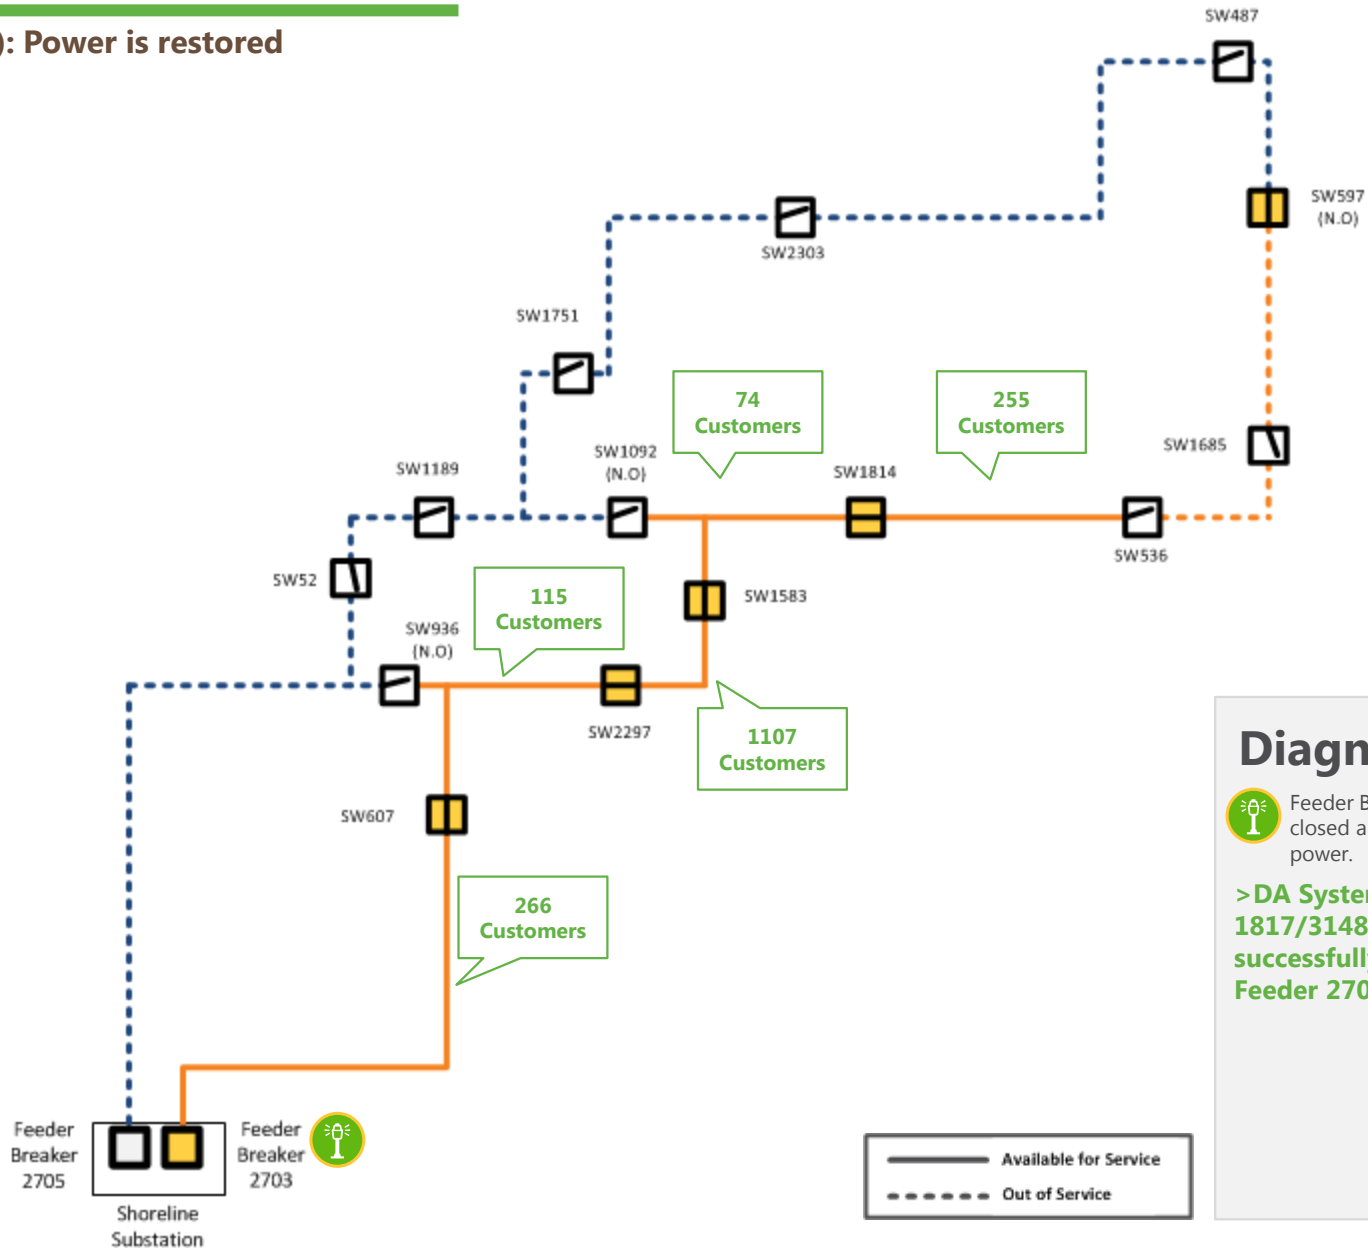 ): Power is restored
SW487
SW597
(N.O)
SW2303
SW1751
74
Customers
255
Customers
SW1685
SW1092
(N.O)
SW1189
SW1814
SW536
SW52
115
Customers
SW1583
SW936
(N.O)
SW2297
1107
Customers
SW607
266
Customers
Diagn
Feeder B
closed a
power.
>DA System
1817/3148
successfully
Feeder 270
Feeder
Breaker
2705
Feeder
Breaker
2703
Shoreline
Substation
Available for Service
Out of Service